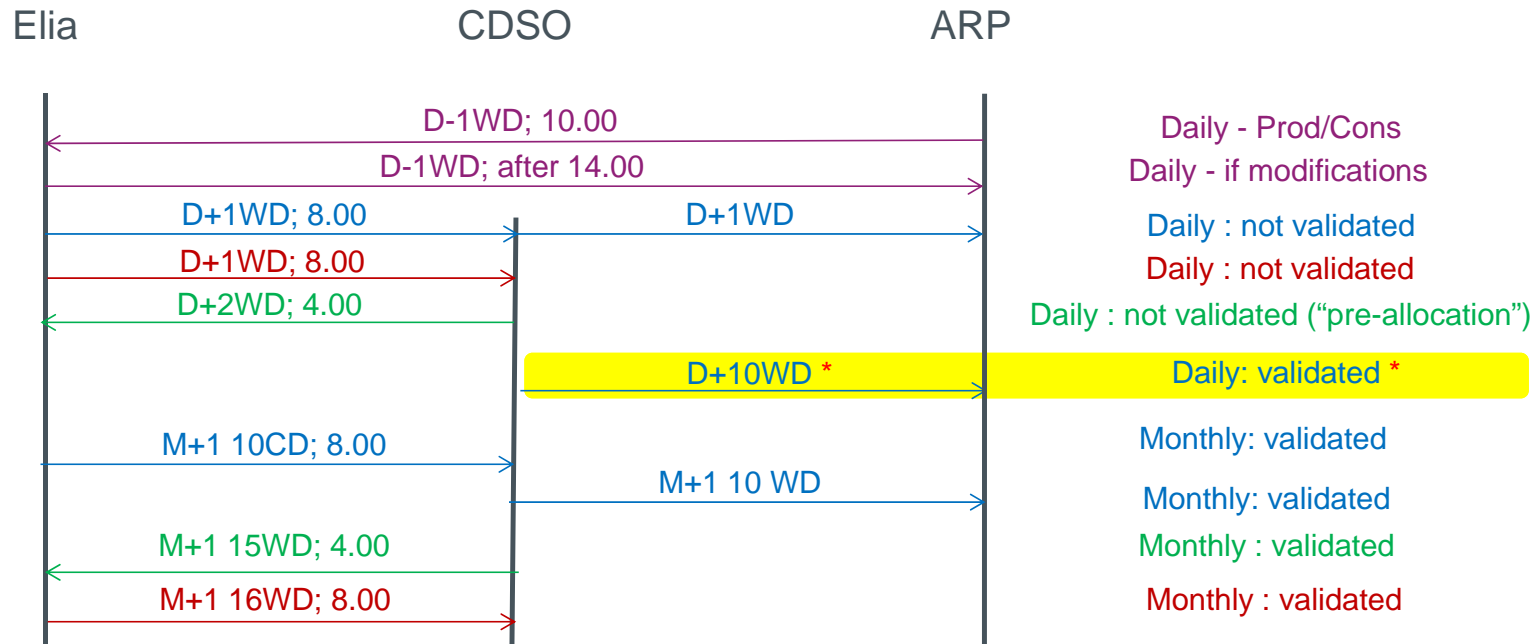 Elia CDSO ARP
D-1WD; 10.00 Daily - Prod/Cons
D-1WD; after 14.00 Daily - if modifications
D+1WD; 8.00 D+1WD Daily : not validated
D+1WD; 8.00 Daily : not validated
D+2WD; 4.00 Daily : not validated (“pre-allocation”)
D+10WD * Daily: validated *
M+1 10CD; 8.00 Monthly: validated
M+1 10 WD Monthly: validated
M+1 15WD; 4.00 Monthly : validated
M+1 16WD; 8.00 Monthly : validated